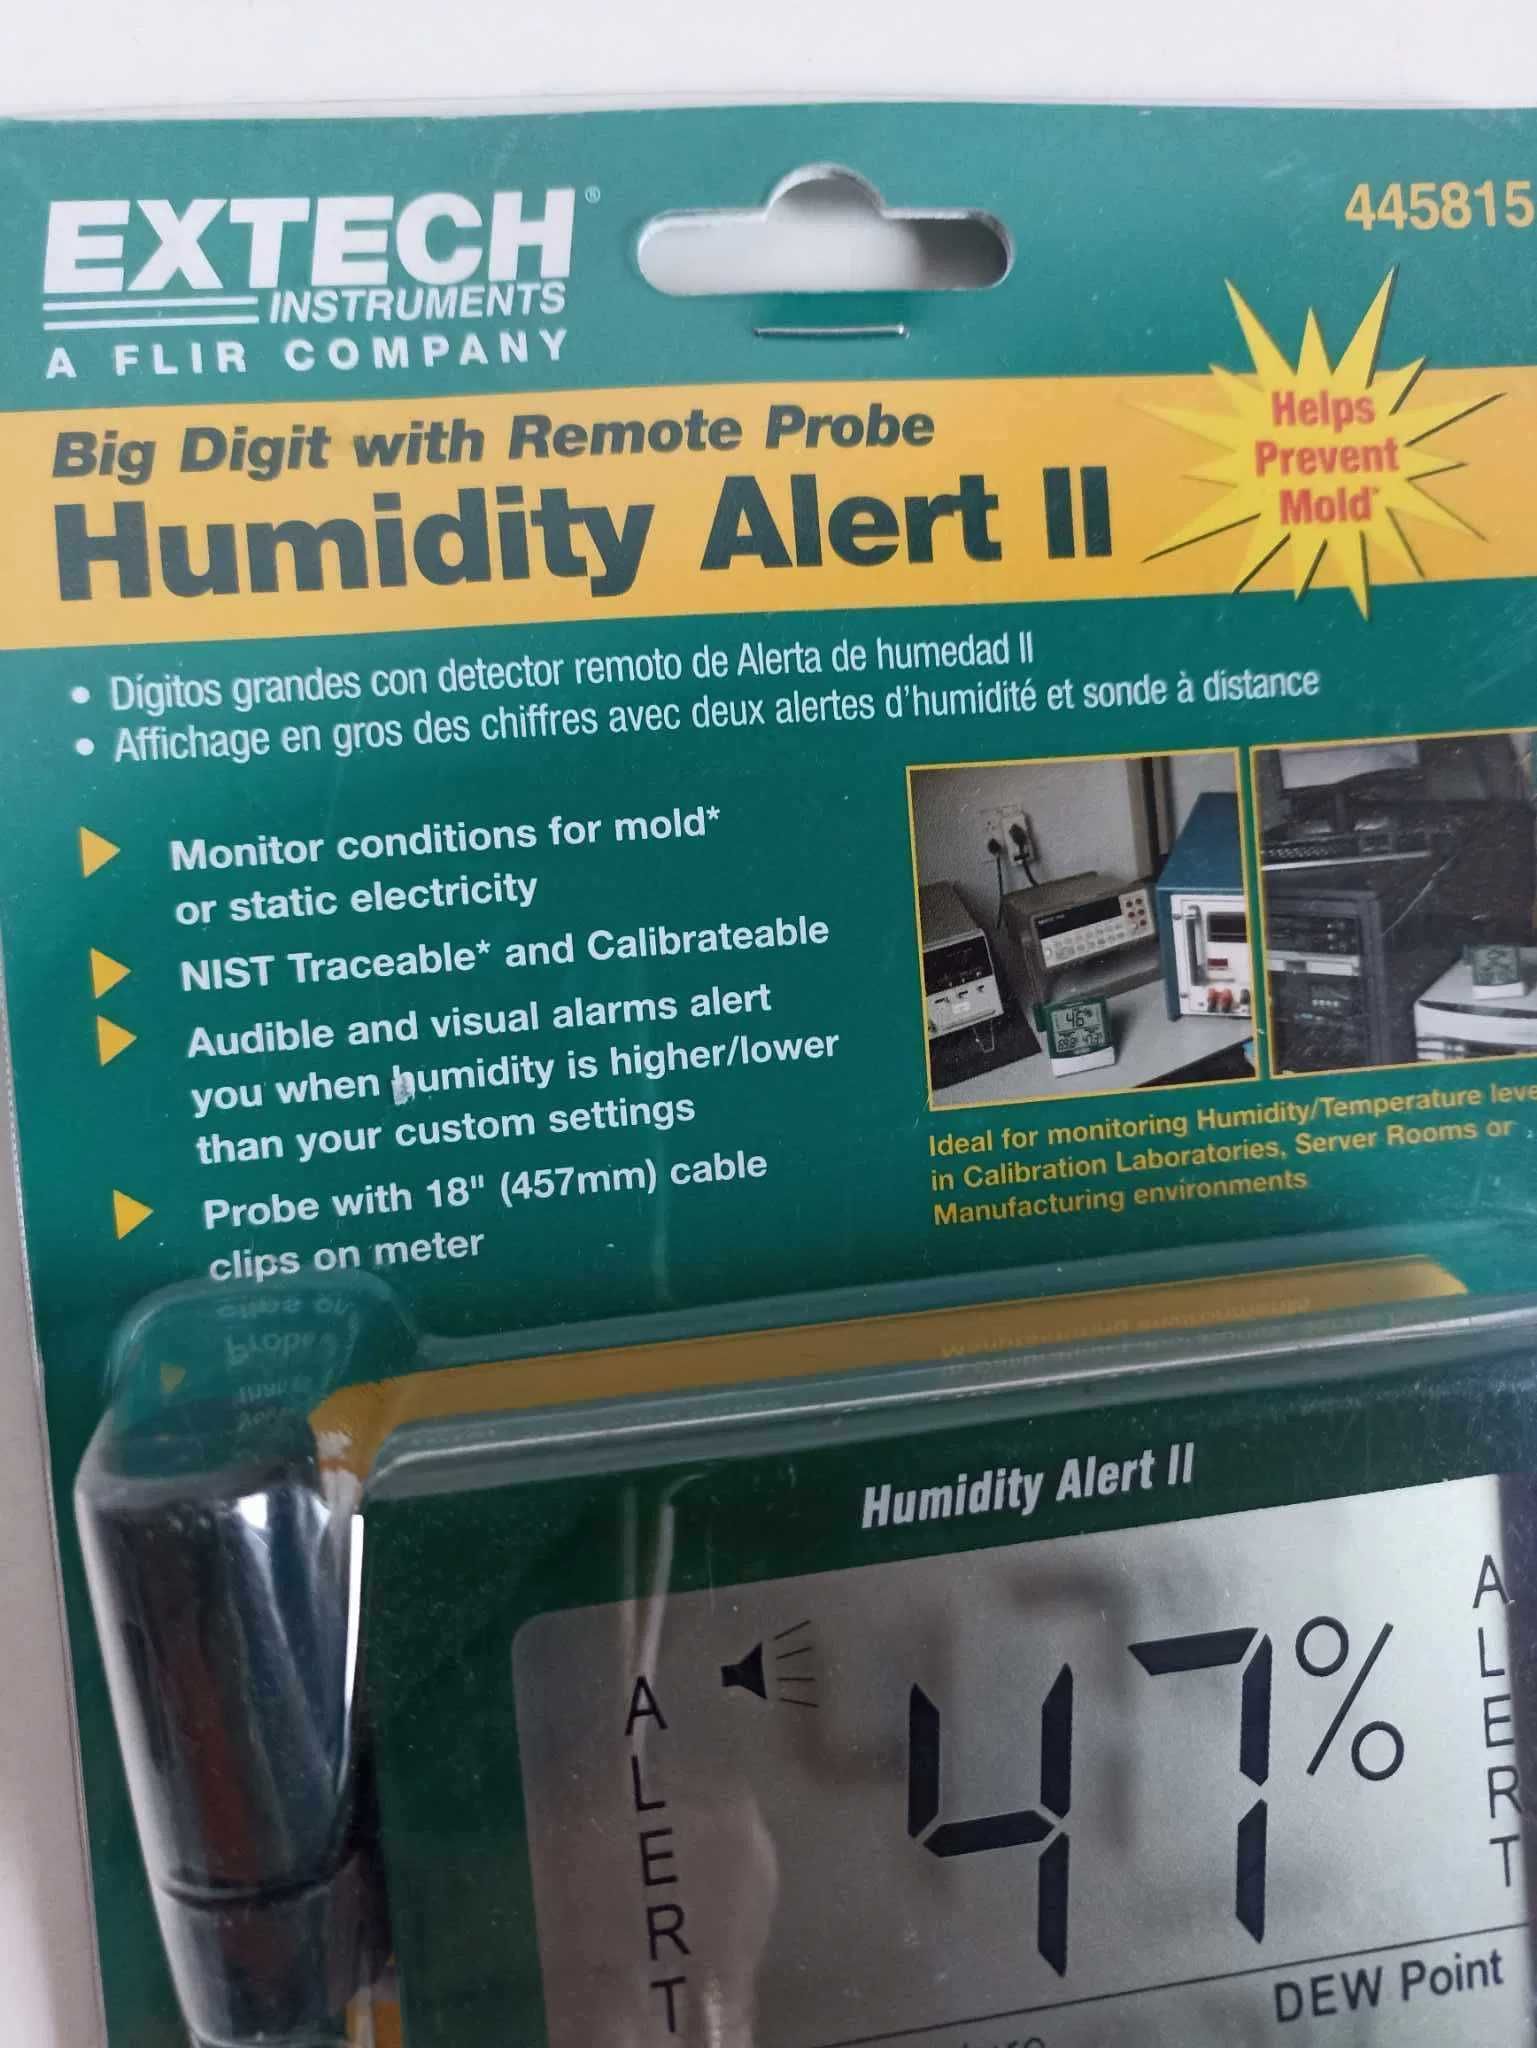 EXTECH®
INSTRUMENTS
A FLIR COMPANY
445815
Big Digit with Remote Probe
Humidity Alert II
Helps
Prevent
Mold*
• Dígitos grandes con detector remoto de Alerta de humedad II
• Affichage en gros des chiffres avec deux alertes d'humidité et sonde à distance
Monitor conditions for mold*
or static electricity
NIST Traceable* and Calibrateable
Audible and visual alarms alert
you when humidity is higher/lower
than your custom settings
Probe with 18" (457mm) cable
clips on meter
Ideal for monitoring Humidity/Temperature leve
in Calibration Laboratories, Server Rooms or
Manufacturing environments
Humidity Alert II
ALERT
47%
ALERT
DEW Point